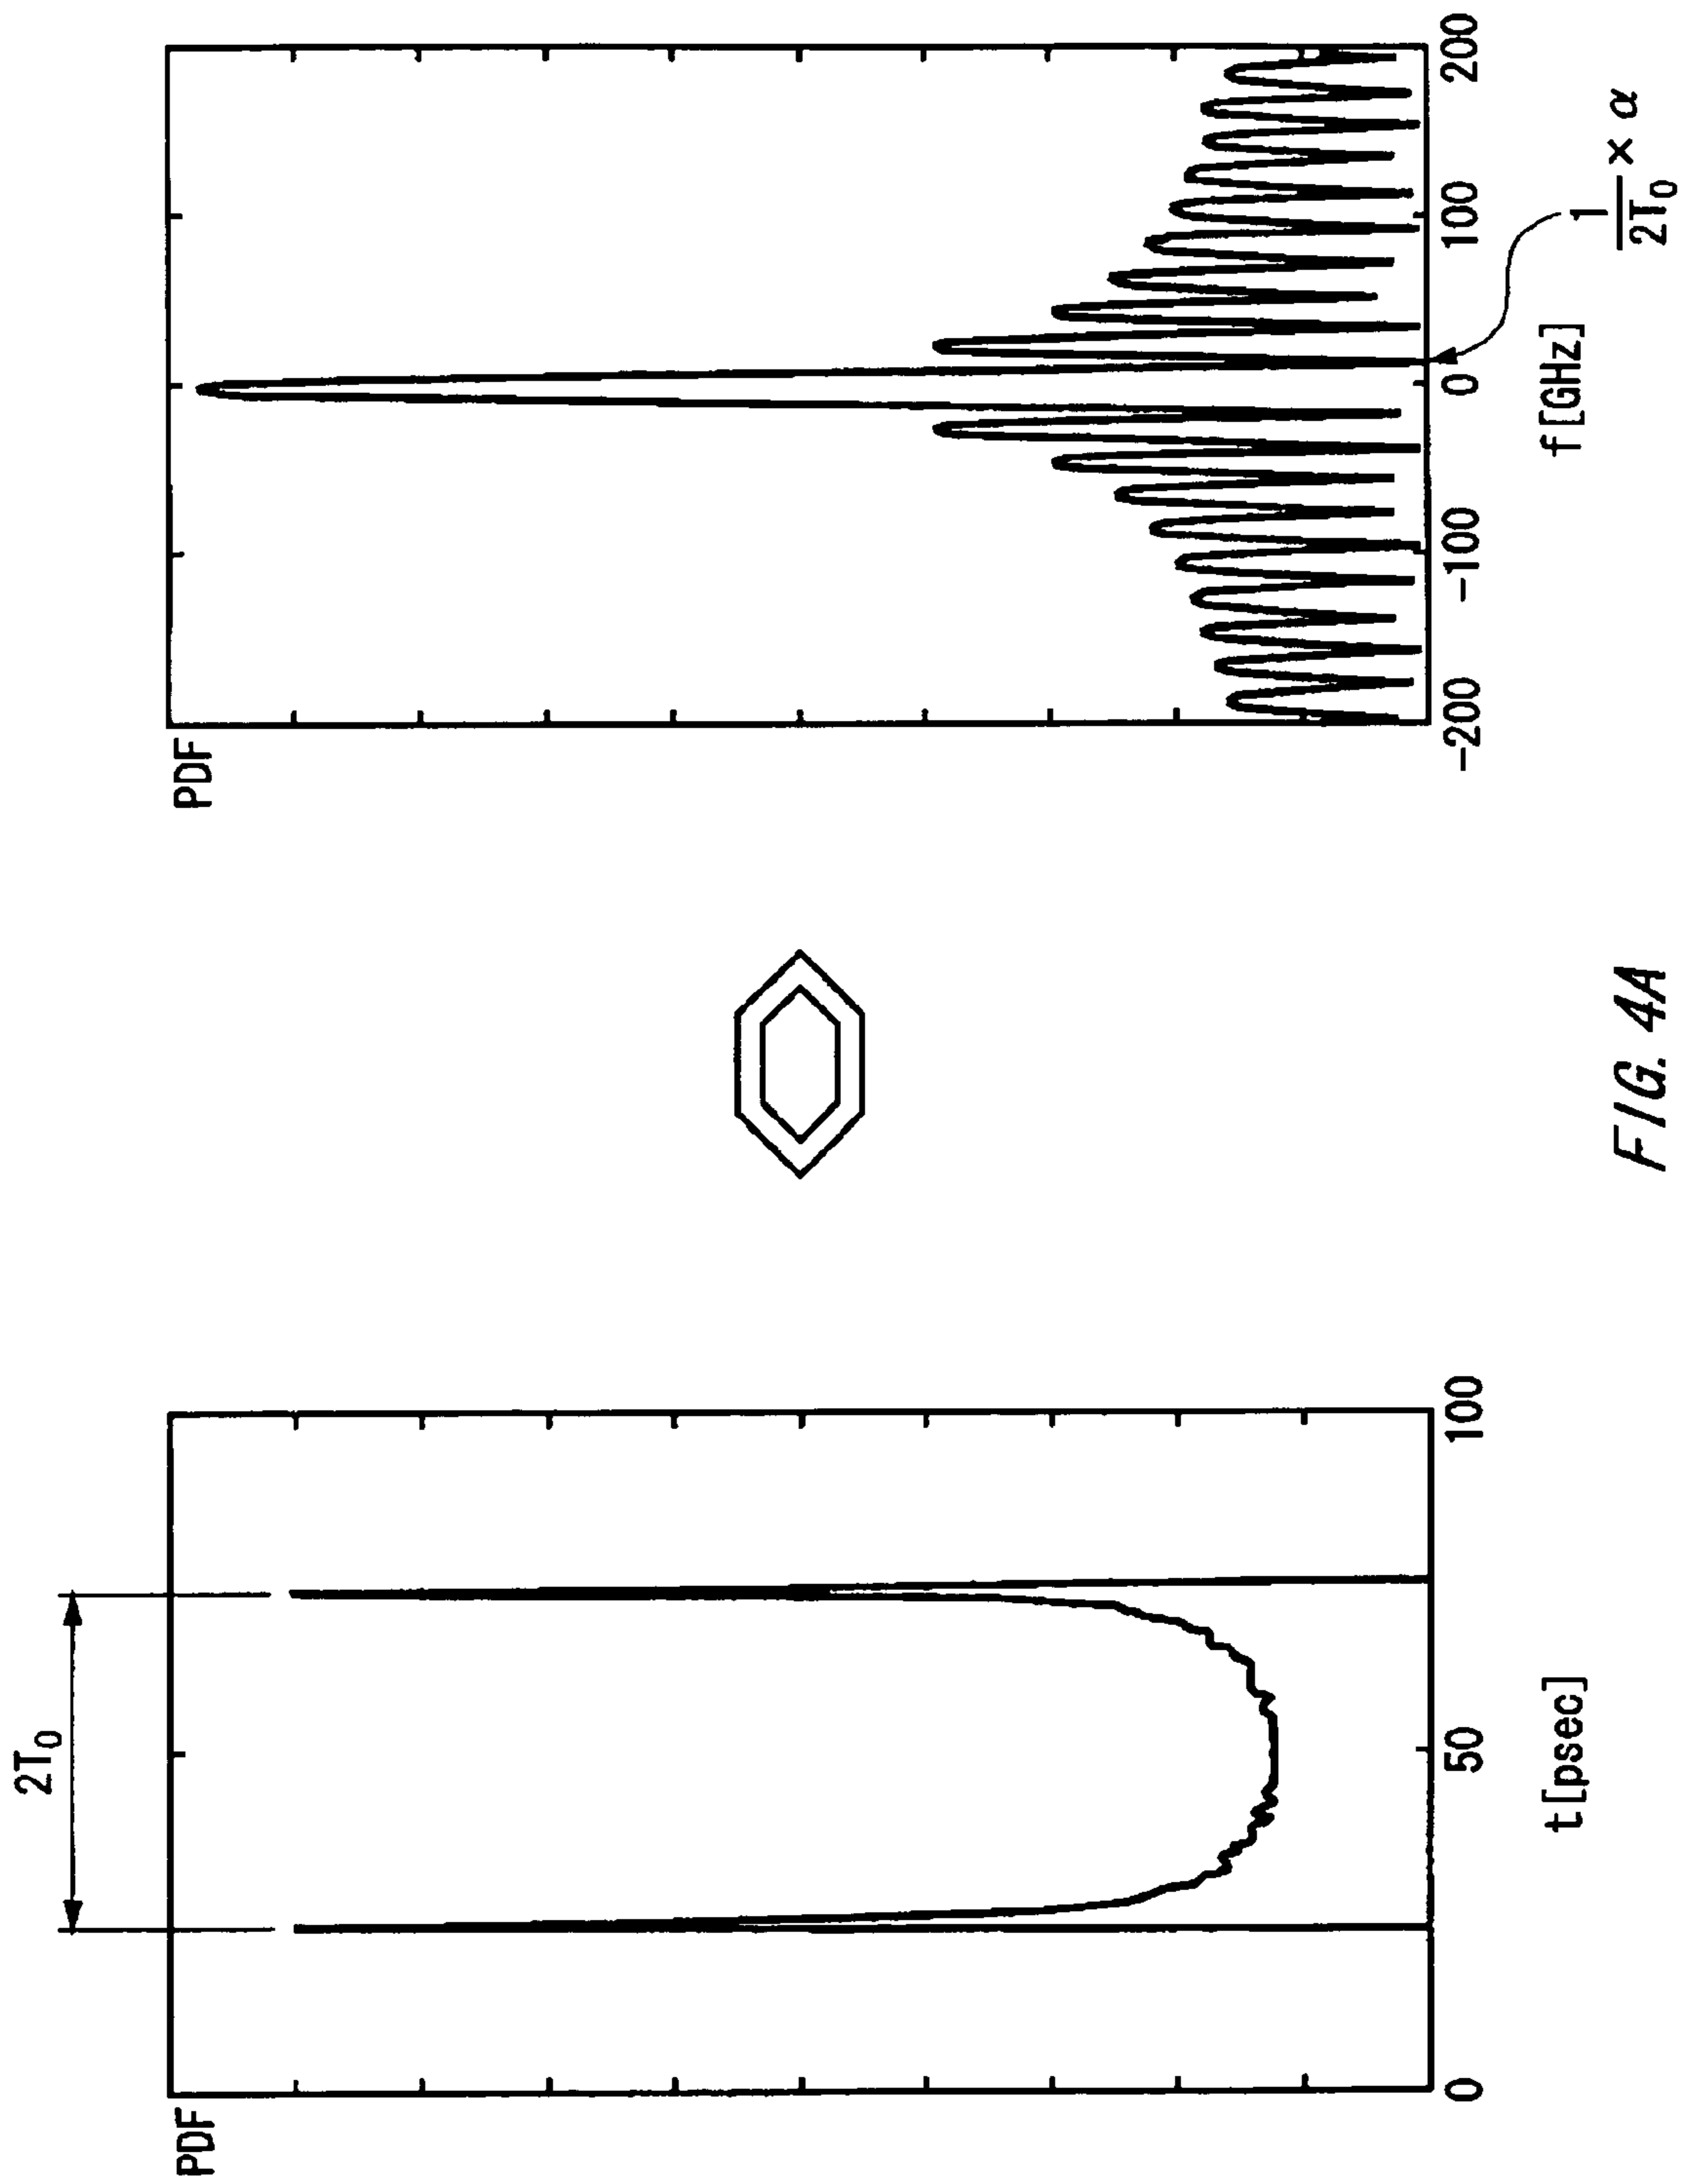 PDF
2T₀
0
50
100
t[psec]
PDF
-200
-100
0
100
200
f[GHz]
1/2T₀ × α
FIG. 4A